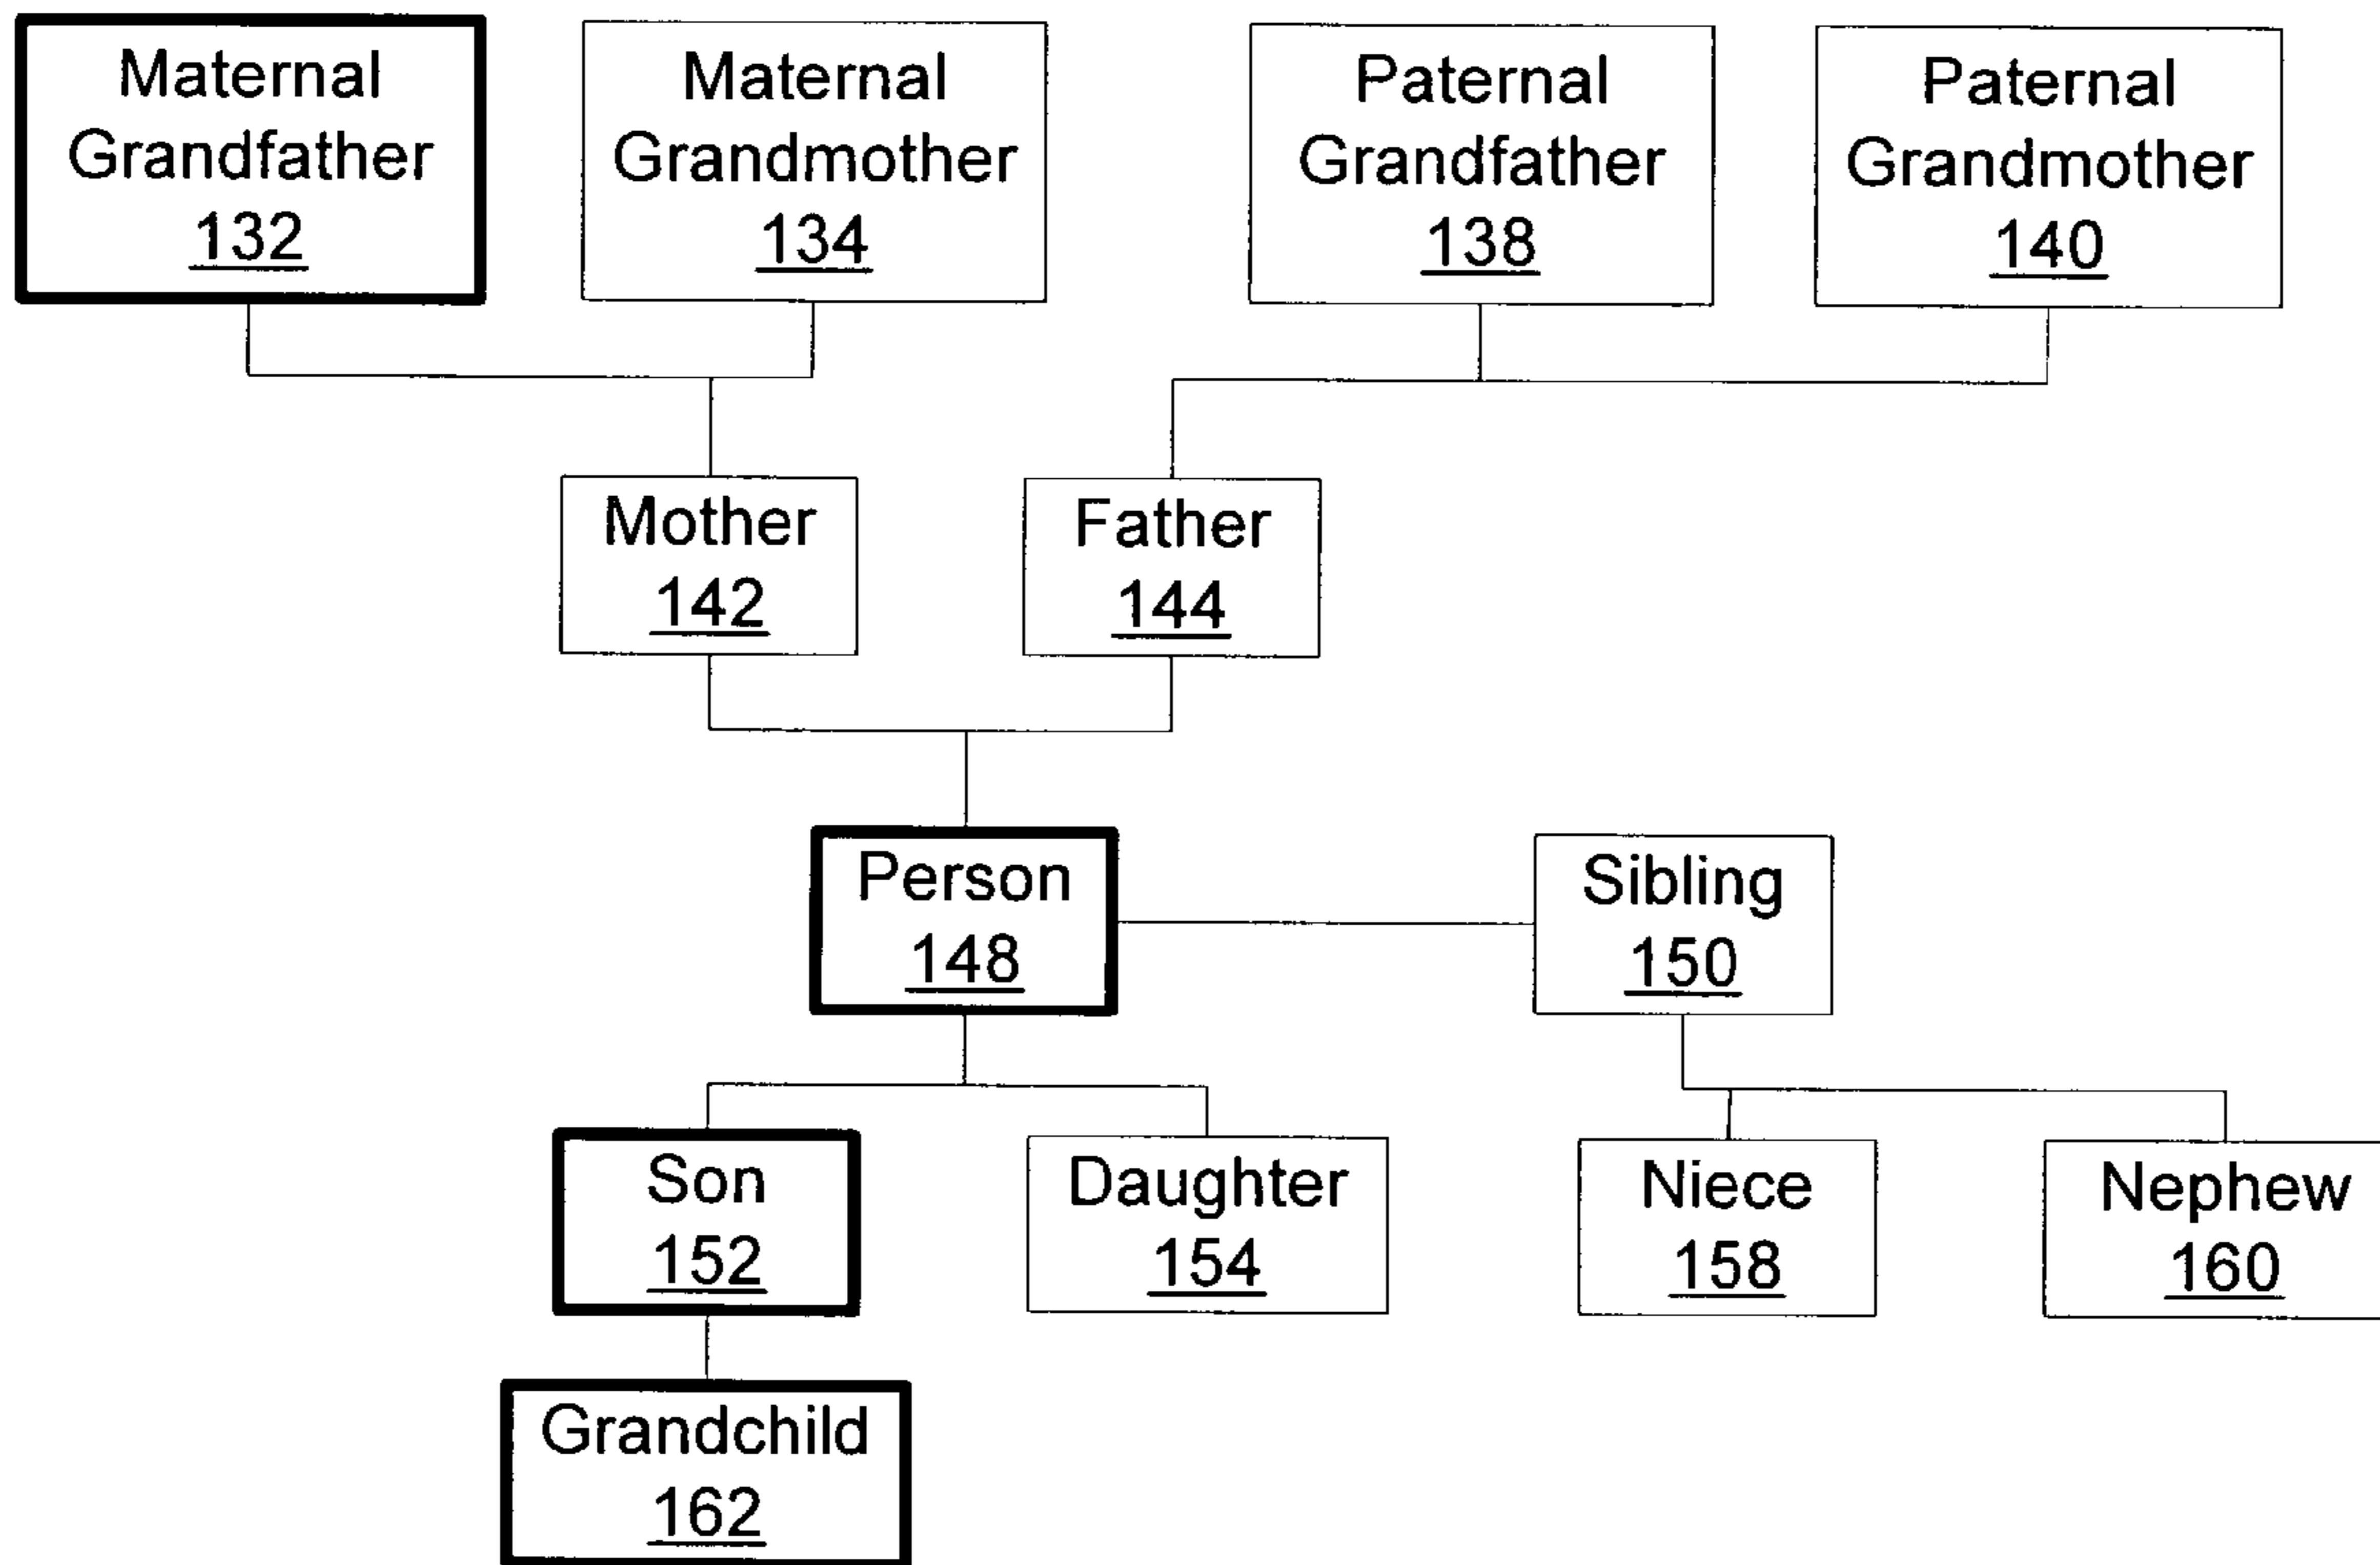 Maternal
Grandfather
132
Maternal
Grandmother
134
Paternal
Grandfather
138
Paternal
Grandmother
140
Mother
142
Father
144
Person
148
Sibling
150
Son
152
Daughter
154
Niece
158
Nephew
160
Grandchild
162